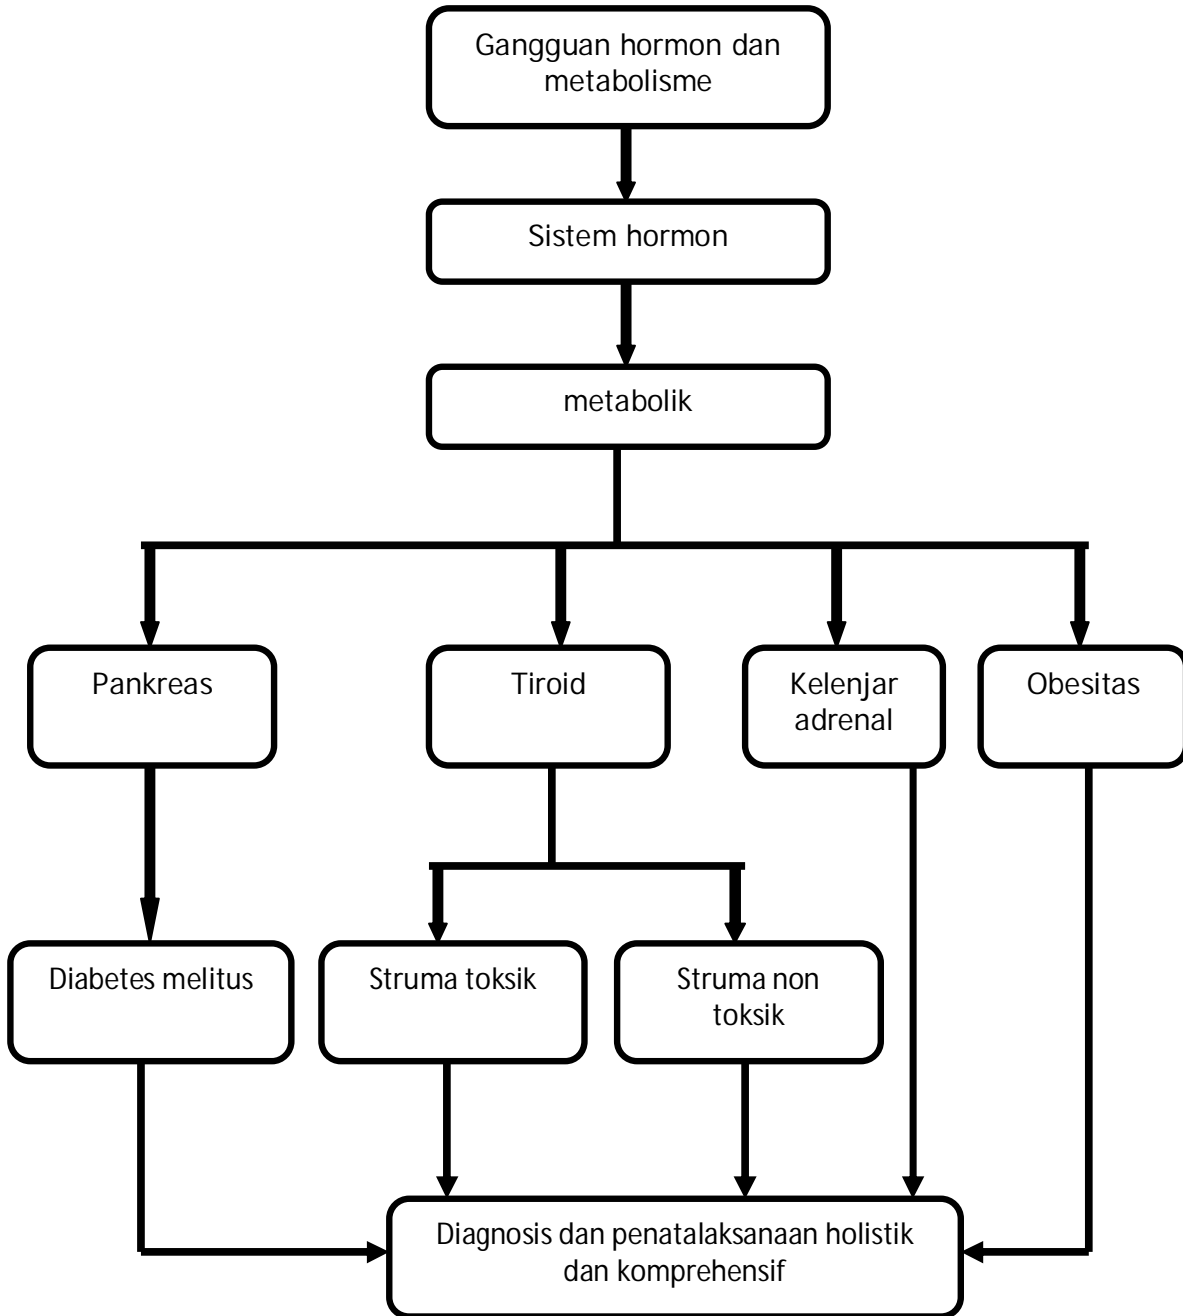 Gangguan hormon dan
metabolisme
Sistem hormon
metabolik
Pankreas
Tiroid
Kelenjar
adrenal
Obesitas
Diabetes melitus
Struma toksik
Struma non
toksik
Diagnosis dan penatalaksanaan holistik
dan komprehensif